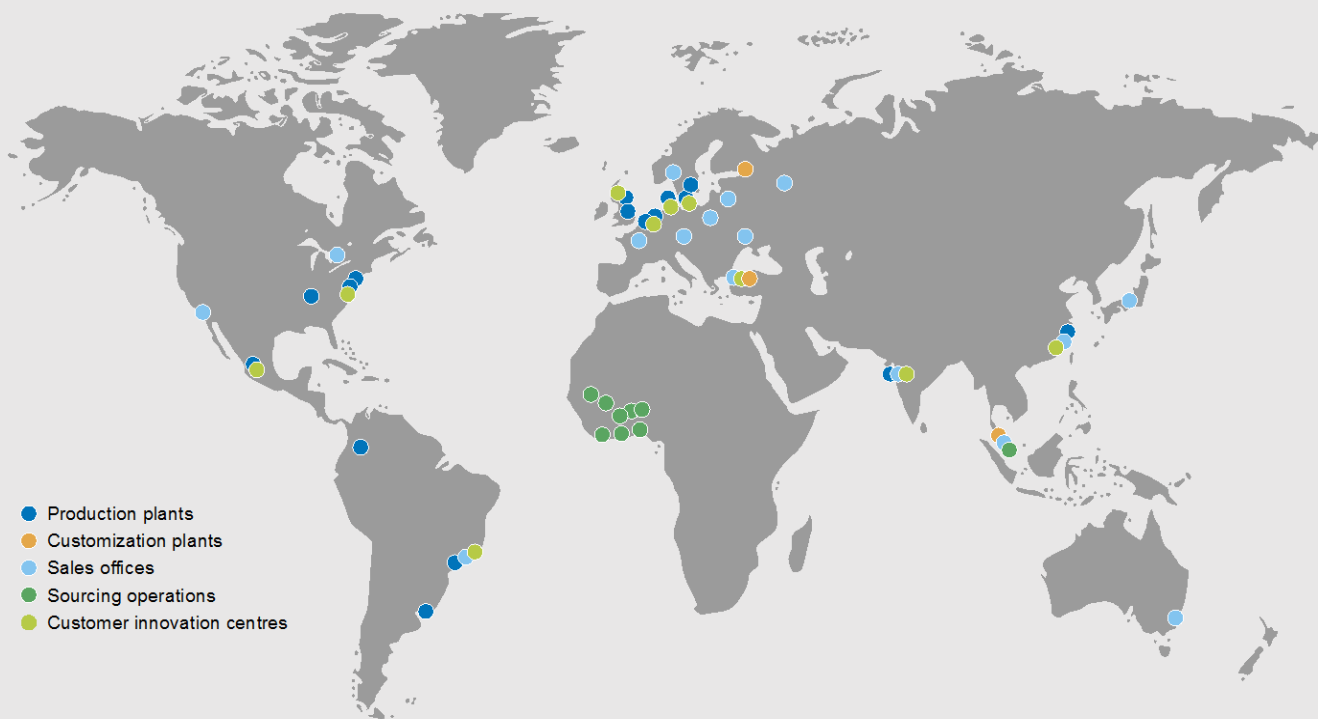 Production plants
Customization plants
Sales offices
Sourcing operations
Customer innovation centres